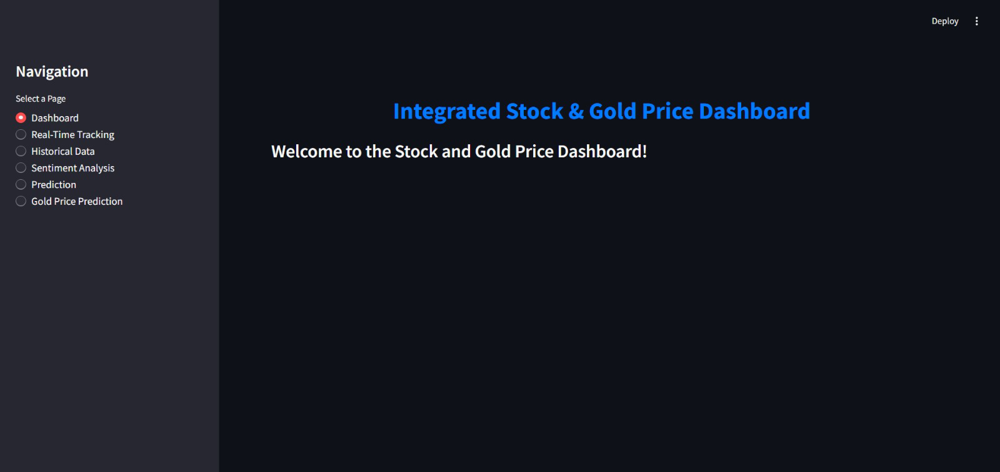 Deploy
Navigation
Select a Page
Dashboard
Real-Time Tracking
Historical Data
Sentiment Analysis
Prediction
Gold Price Prediction
Integrated Stock & Gold Price Dashboard
Welcome to the Stock and Gold Price Dashboard!